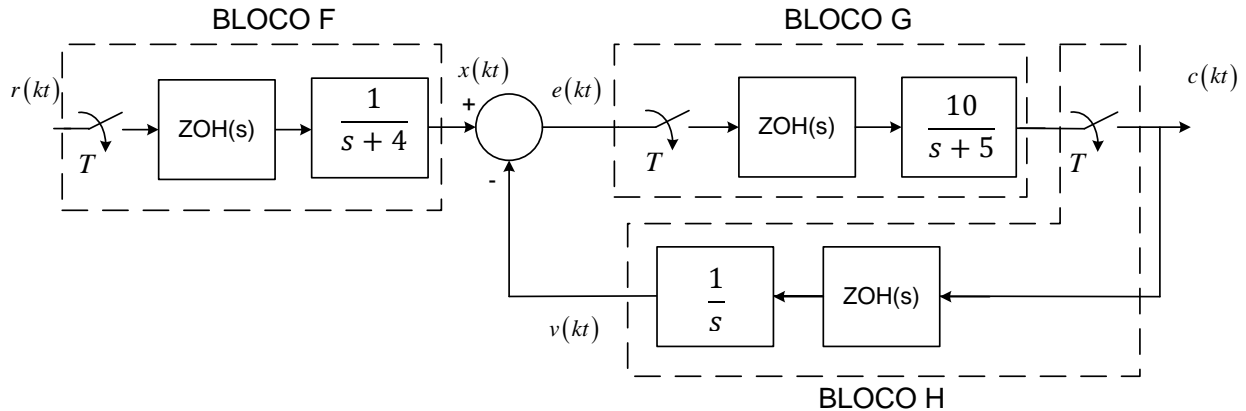 BLOCO F
BLOCO G
r(kt)
T
ZOH(s)
1
s + 4
x(kt)
+
-
e(kt)
T
ZOH(s)
10
s + 5
T
c(kt)
1
s
ZOH(s)
v(kt)
BLOCO H